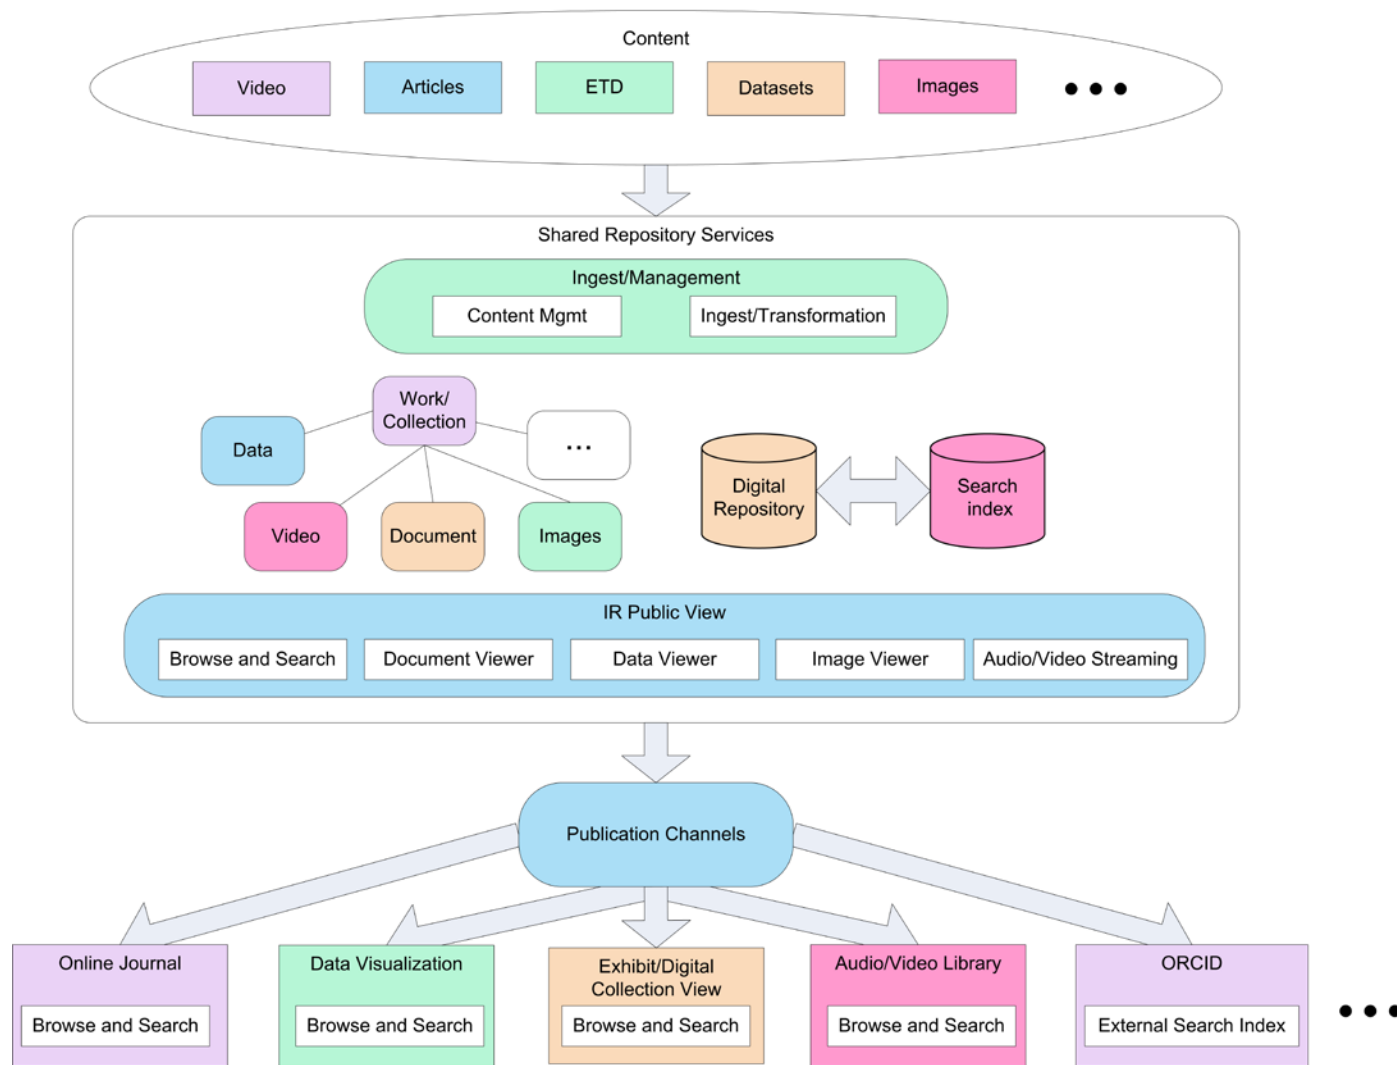 Content
Video
Articles
ETD
Datasets
Images
Shared Repository Services
Ingest/Management
Content Mgmt
Ingest/Transformation
Work/
Collection
Data
...
Video
Document
Images
Digital
Repository
Search
index
IR Public View
Browse and Search
Document Viewer
Data Viewer
Image Viewer
Audio/Video Streaming
Publication Channels
Online Journal
Browse and Search
Data Visualization
Browse and Search
Exhibit/Digital
Collection View
Browse and Search
Audio/Video Library
Browse and Search
ORCID
External Search Index